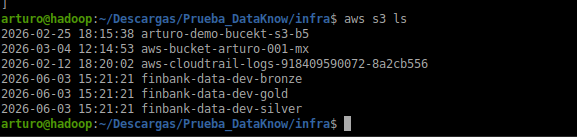 ]
arturo@hadoop:~/Descargas/Prueba_DataKnow/infra$ aws s3 ls
2026-02-25 18:15:38 arturo-demo-bucekt-s3-b5
2026-03-04 12:14:53 aws-bucket-arturo-001-mx
2026-02-12 18:20:02 aws-cloudtrail-logs-918409590072-8a2cb556
2026-06-03 15:21:21 finbank-data-dev-bronze
2026-06-03 15:21:21 finbank-data-dev-gold
2026-06-03 15:21:21 finbank-data-dev-silver
arturo@hadoop:~/Descargas/Prueba_DataKnow/infra$